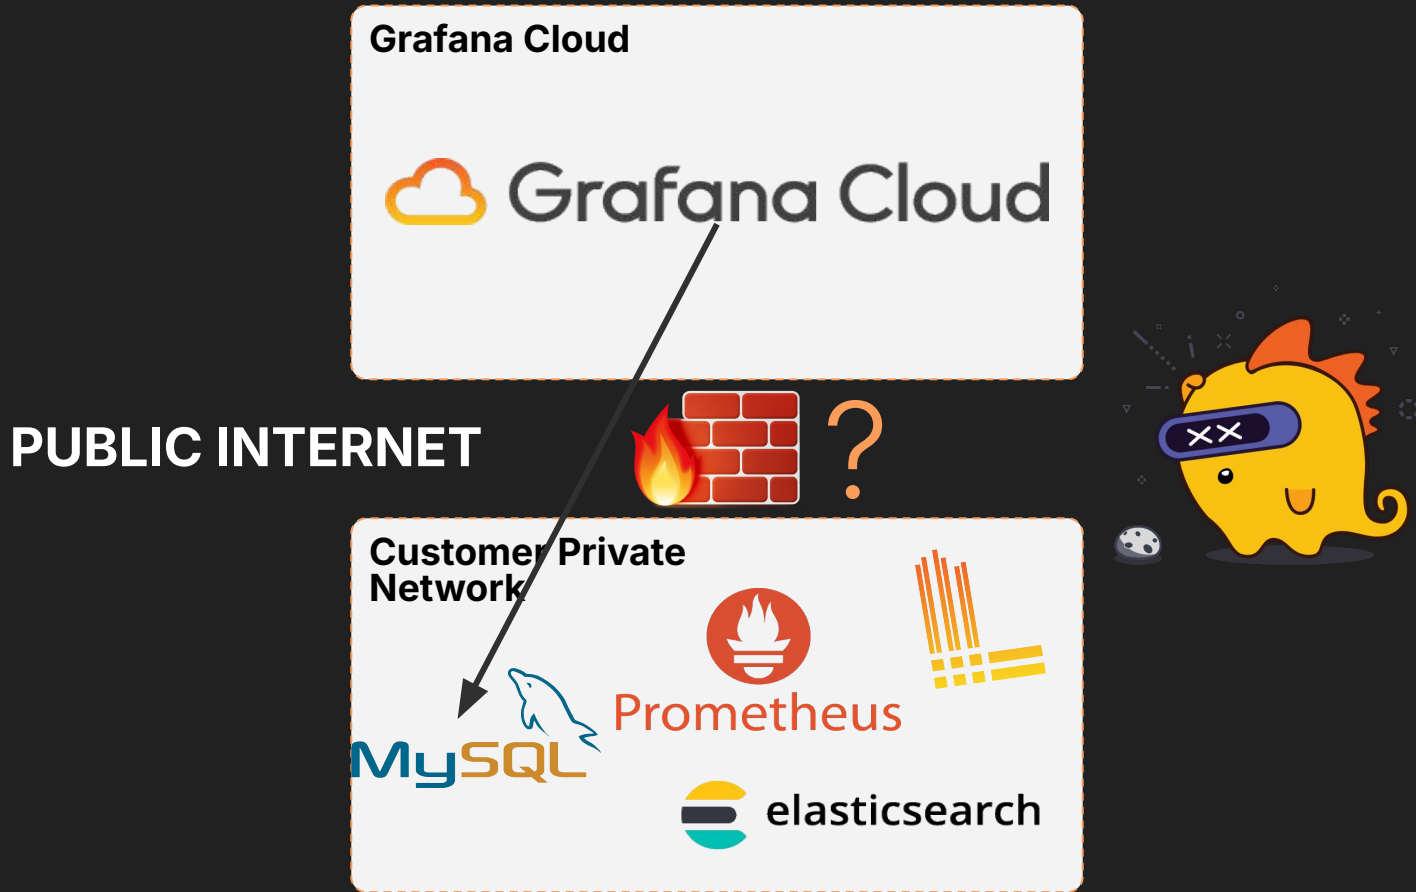 Grafana Cloud
Grafana Cloud
PUBLIC INTERNET
?
Customer Private
Network
Prometheus
MySQL
elasticsearch